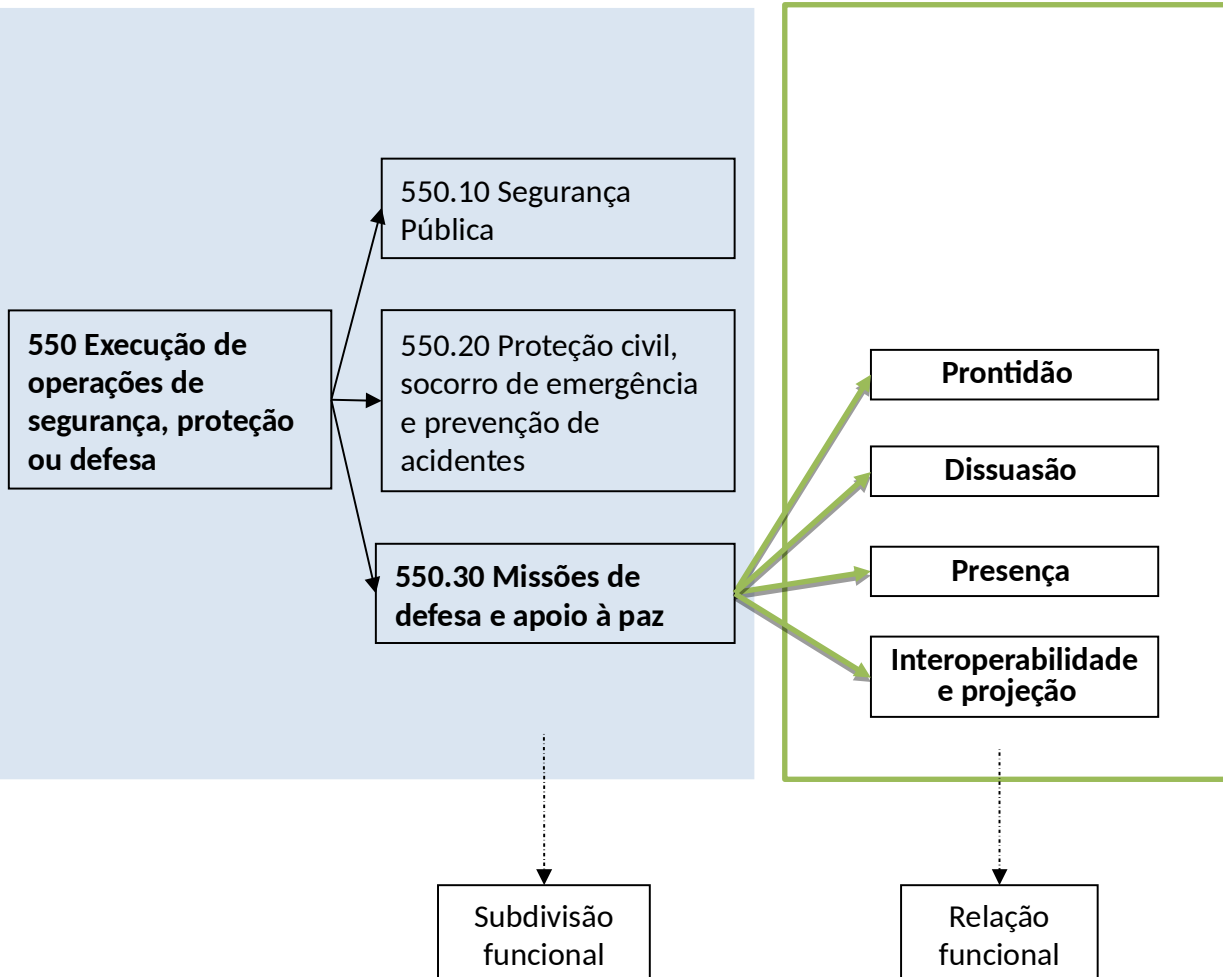 550.10 Segurança
Pública
550 Execução de
operações de
segurança, proteção
ou defesa
550.20 Proteção civil,
socorro de emergência
e prevenção de
acidentes
550.30 Missões de
defesa e apoio à paz
Prontidão
Dissuasão
Presença
Interoperabilidade
e projeção
Subdivisão
funcional
Relação
funcional